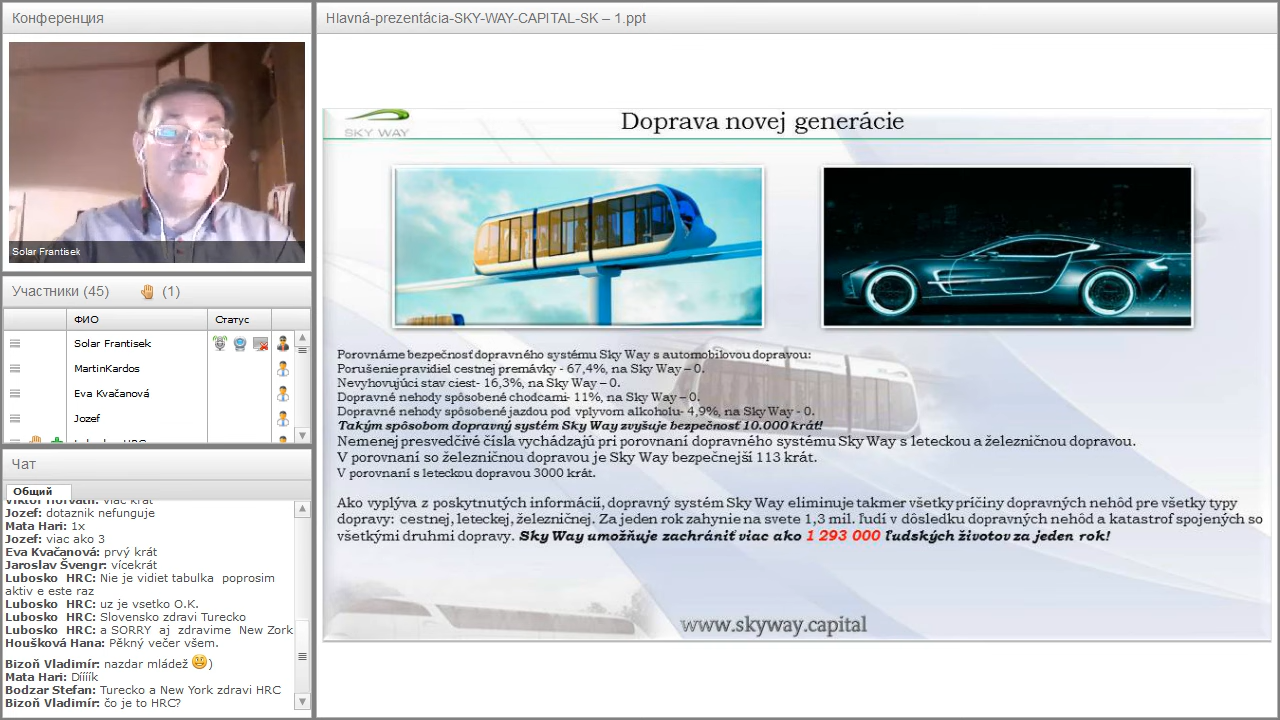 Конференция
Solar Frantisek
Участники (45) (1)
ФИО Статус
Solar Frantisek
MartinKardos
Eva Kvačanová
Jozef
Чат
Общий
Viktor Horváth: viac krát
Jozef: dotaznik nefunguje
Mata Hari: 1x
Jozef: viac ako 3
Eva Kvačanová: prvý krát
Jaroslav Švengr: vícekrát
Lubosko HRC: Nie je vidiet tabulka poprosim
aktiv e este raz
Lubosko HRC: uz je vsetko O.K.
Lubosko HRC: Slovensko zdravi Turecko
Lubosko HRC: a SORRY aj zdravime New Zork
Houšková Hana: Pěkný večer všem.
Bizoň Vladimír: nazdar mládež )
Mata Hari: Dííík
Bodzar Stefan: Turecko a New York zdravi HRC
Bizoň Vladimír: čo je to HRC?
Hlavná-prezentácia-SKY-WAY-CAPITAL-SK – 1.ppt
SKY WAY
Doprava novej generácie
Porovnáme bezpečnosť dopravného systému Sky Way s automobilovou dopravou:
Porušenie pravidiel cestnej premávky - 67,4%, na Sky Way – 0.
Nevyhovujúci stav ciest- 16,3%, na Sky Way – 0.
Dopravné nehody spôsobené chodcami- 11%, na Sky Way – 0.
Dopravné nehody spôsobené jazdou pod vplyvom alkoholu- 4,9%, na Sky Way - 0.
Takým spôsobom dopravný systém Sky Way zvyšuje bezpečnosť 10.000 krát!
Nemenej presvedčivé čísla vychádzajú pri porovnaní dopravného systému Sky Way s leteckou a železničnou dopravou.
V porovnaní so železničnou dopravou je Sky Way bezpečnejší 113 krát.
V porovnaní s leteckou dopravou 3000 krát.
Ako vyplýva z poskytnutých informácií, dopravný systém Sky Way eliminuje takmer všetky príčiny dopravných nehôd pre všetky typy
dopravy: cestnej, leteckej, železničnej. Za jeden rok zahynie na svete 1,3 mil. ľudí v dôsledku dopravných nehôd a katastrof spojených so
všetkými druhmi dopravy. Sky Way umožňuje zachrániť viac ako 1 293 000 ľudských životov za jeden rok!
www.skyway.capital